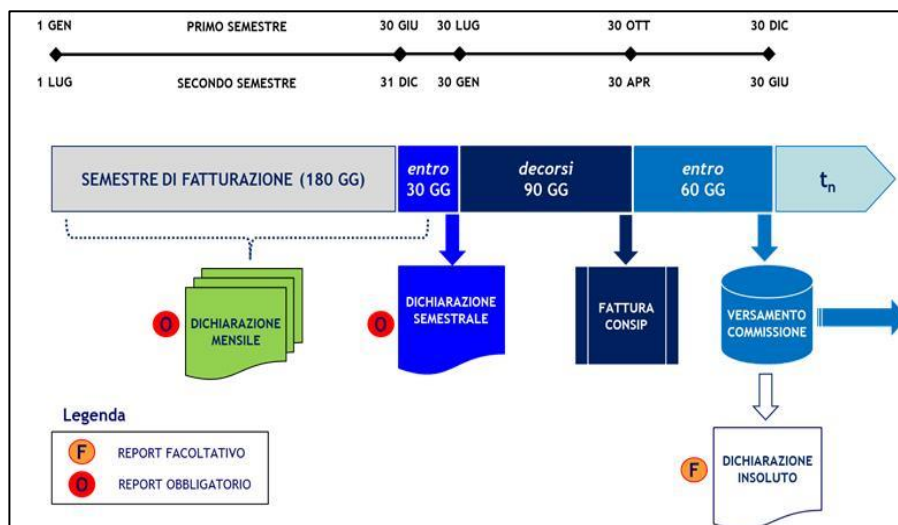 1 GEN PRIMO SEMESTRE 30 GIU 30 LUG 30 OTT 30 DIC
1 LUG SECONDO SEMESTRE 31 DIC 30 GEN 30 APR 30 GIU
SEMESTRE DI FATTURAZIONE (180 GG)
entro
30 GG
decorsi
90 GG
entro
60 GG
tn
O
DICHIARAZIONE
MENSILE
O
DICHIARAZIONE
SEMESTRALE
FATTURA
CONSIP
VERSAMENTO
COMMISSIONE
Legenda
F REPORT FACOLTATIVO
O REPORT OBBLIGATORIO
F
DICHIARAZIONE
INSOLUTO